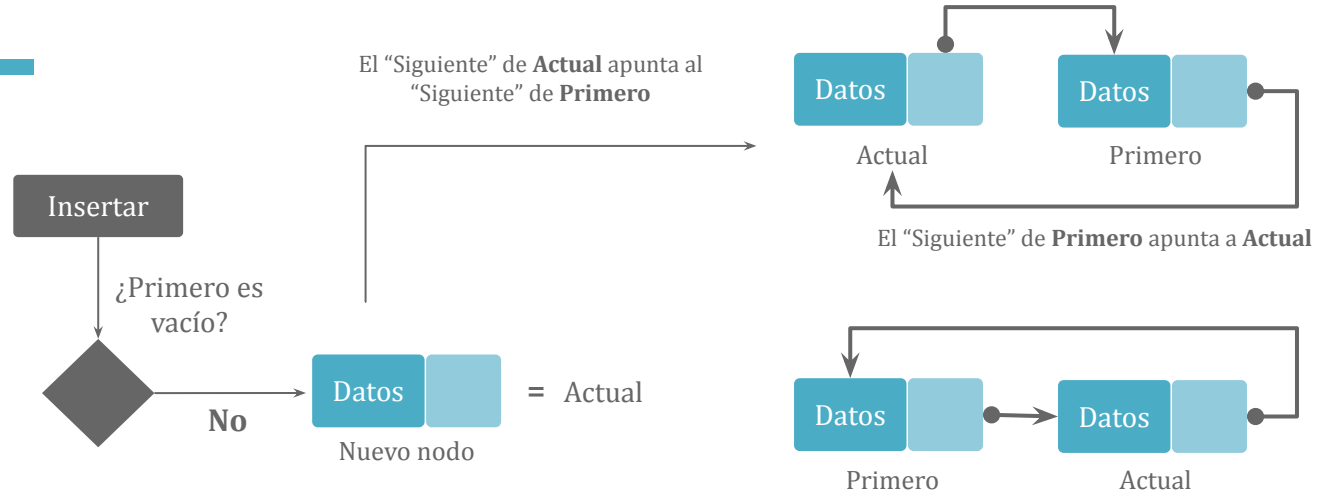 El “Siguiente” de Actual apunta al
“Siguiente” de Primero
Datos
Datos
Actual
Primero
El “Siguiente” de Primero apunta a Actual
Insertar
¿Primero es
vacío?
No
Datos
= Actual
Nuevo nodo
Datos
Datos
Primero
Actual